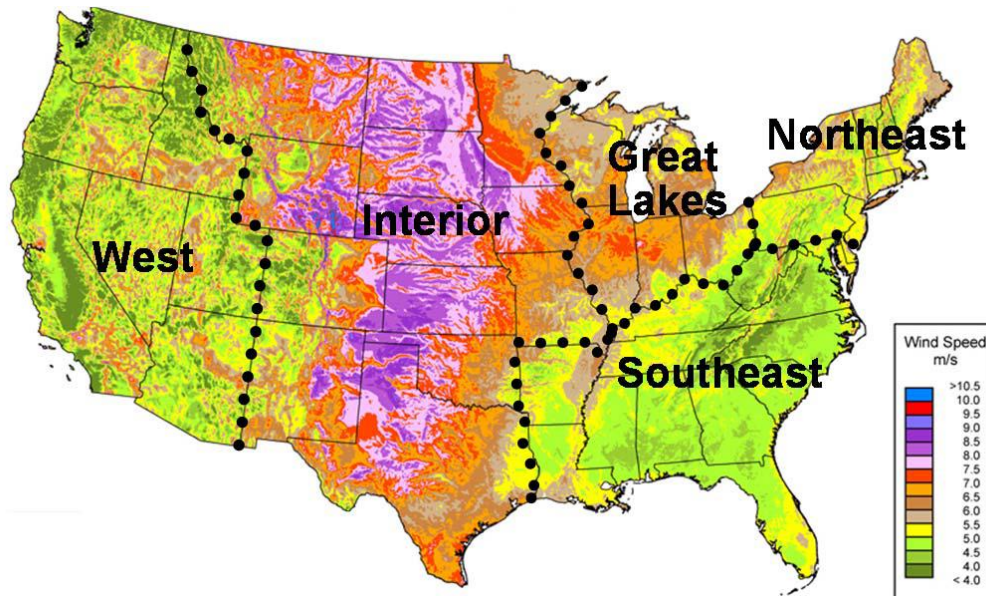 Northeast
Great
Lakes
Interior
West
Southeast
Wind Speed
m/s
>10.5
10.0
9.5
9.0
8.5
8.0
7.5
7.0
6.5
6.0
5.5
5.0
4.5
4.0
< 4.0